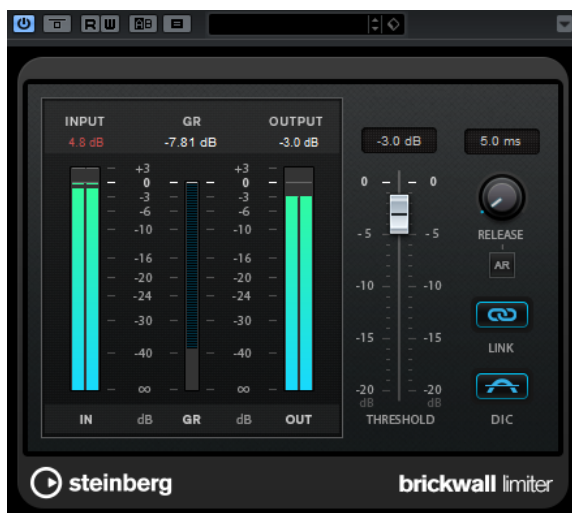 R W A B
INPUT GR OUTPUT
4.8 dB -7.81 dB -3.0 dB -3.0 dB 5.0 ms
+3 +3
0 0 0 0
-3 -3
-6 -6
-10 -10 -5 -5 RELEASE
-16 -16 AR
-20 -20 -10 -10
-24 -24
-30 -30
-15 -15 LINK
-40 -40
∞ ∞ -20 -20
dB dB
IN dB GR dB OUT THRESHOLD DIC
steinberg brickwall limiter